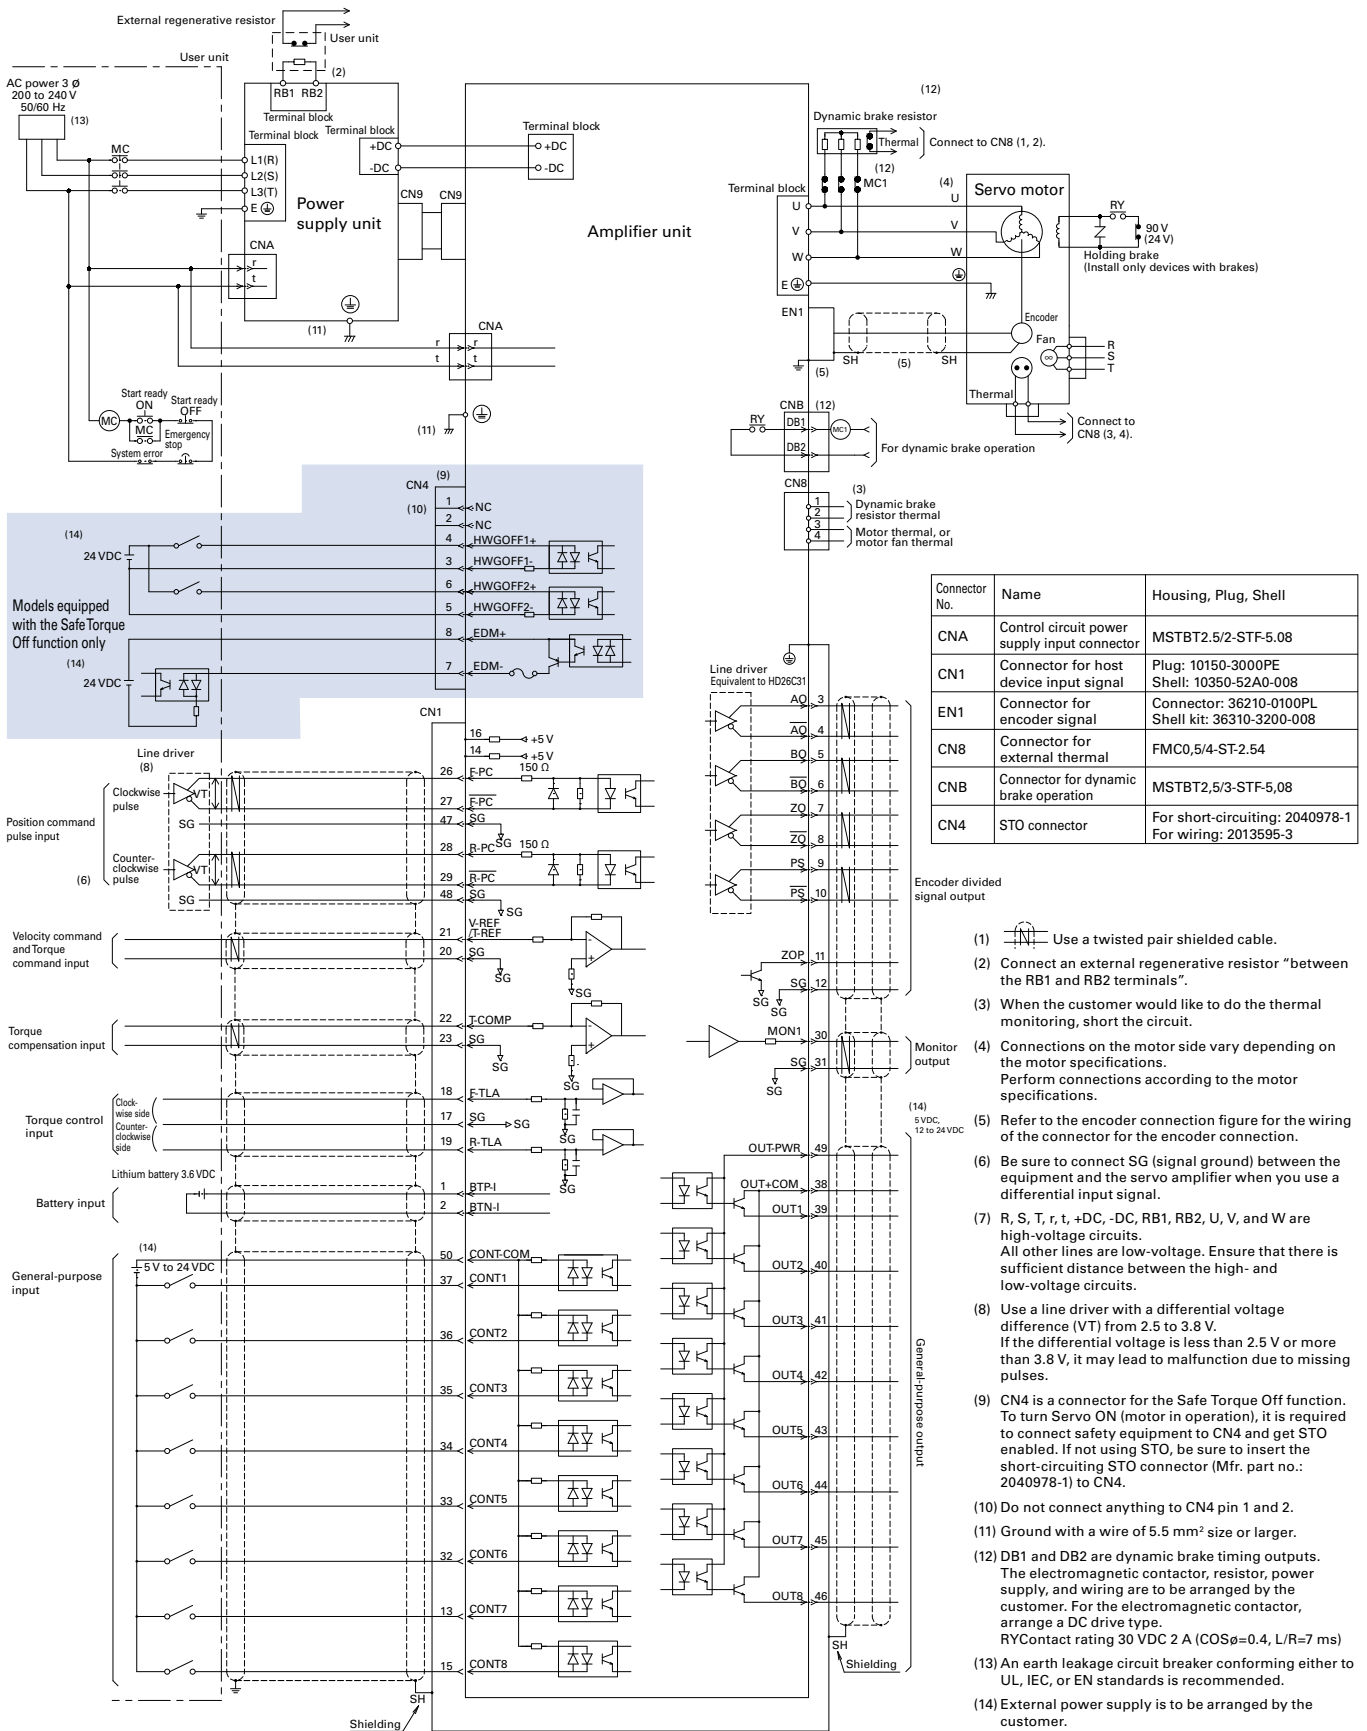 External regenerative resistor
User unit
User unit
(2)
AC power 3 Ø
200 to 240 V
50/60 Hz
(13)
MC
RB1 RB2
Terminal block
Terminal block
L1(R)
L2(S)
L3(T)
E
Terminal block
+DC
-DC
Terminal block
+DC
-DC
CN9
CN9
Power
supply unit
Amplifier unit
CNA
r
t
(11)
CNA
r
r
t
t
(11)
Start ready
ON
Start ready
OFF
MC
MC
Emergency
stop
System error
(12)
Dynamic brake resistor
Thermal
Connect to CN8 (1, 2).
(12)
MC1
Terminal block
U
V
W
E
(4)
U
V
W
Servo motor
RY
90 V
(24 V)
Holding brake
(Install only devices with brakes)
EN1
SH
(5)
SH
(5)
Encoder
Fan
R
S
T
Thermal
Connect to
CN8 (3, 4).
CNB
(12)
RY
DB1
MC1
DB2
For dynamic brake operation
CN8
(3)
1
2
3
4
Dynamic brake
resistor thermal
Motor thermal, or
motor fan thermal
(9)
CN4
(10)
1
NC
2
NC
(14)
24 VDC
4
HWGOFF1+
3
HWGOFF1-
6
HWGOFF2+
5
HWGOFF2-
Models equipped
with the Safe Torque
Off function only
8
EDM+
(14)
24 VDC
7
EDM-
CN1
16
+5 V
14
+5 V
Line driver
(8)
Position command
pulse input
Clockwise
pulse
VT
26
F-PC
150 Ω
27
F-PC
SG
47
SG
SG
Counter-
clockwise
pulse
VT
(6)
28
R-PC
150 Ω
29
R-PC
SG
48
SG
SG
Velocity command
and Torque
command input
21
V-REF
/T-REF
20
SG
SG
SG
Torque
compensation input
22
T-COMP
23
SG
SG
SG
Torque control
input
Clock-
wise side
Counter-
clockwise
side
18
F-TLA
17
SG
SG
19
R-TLA
SG
Lithium battery 3.6 VDC
Battery input
1
BTP-I
2
BTN-I
General-purpose
input
(14)
5 V to 24 VDC
50
CONT-COM
37
CONT1
36
CONT2
35
CONT3
34
CONT4
33
CONT5
32
CONT6
13
CONT7
15
CONT8
SH
Shielding
Line driver
Equivalent to HD26C31
AO 3
AO 4
BO 5
BO 6
ZO 7
ZO 8
PS 9
PS 10
Encoder divided
signal output
ZOP 11
SG
SG 12
SG
MON1 30
SG 31
SG
Monitor
output
(14)
5 VDC,
12 to 24 VDC
OUT-PWR 49
OUT+COM 38
OUT1 39
OUT2 40
OUT3 41
OUT4 42
OUT5 43
OUT6 44
OUT7 45
OUT8 46
General-purpose output
SH
Shielding
Connector No. Name Housing, Plug, Shell
CNA Control circuit power supply input connector MSTBT2.5/2-STF-5.08
CN1 Connector for host device input signal Plug: 10150-3000PE Shell: 10350-52A0-008
EN1 Connector for encoder signal Connector: 36210-0100PL Shell kit: 36310-3200-008
CN8 Connector for external thermal FMC0,5/4-ST-2.54
CNB Connector for dynamic brake operation MSTBT2,5/3-STF-5,08
CN4 STO connector For short-circuiting: 2040978-1 For wiring: 2013595-3
(1) Use a twisted pair shielded cable.
(2) Connect an external regenerative resistor “between
the RB1 and RB2 terminals”.
(3) When the customer would like to do the thermal
monitoring, short the circuit.
(4) Connections on the motor side vary depending on
the motor specifications.
Perform connections according to the motor
specifications.
(5) Refer to the encoder connection figure for the wiring
of the connector for the encoder connection.
(6) Be sure to connect SG (signal ground) between the
equipment and the servo amplifier when you use a
differential input signal.
(7) R, S, T, r, t, +DC, -DC, RB1, RB2, U, V, and W are
high-voltage circuits.
All other lines are low-voltage. Ensure that there is
sufficient distance between the high- and
low-voltage circuits.
(8) Use a line driver with a differential voltage
difference (VT) from 2.5 to 3.8 V.
If the differential voltage is less than 2.5 V or more
than 3.8 V, it may lead to malfunction due to missing
pulses.
(9) CN4 is a connector for the Safe Torque Off function.
To turn Servo ON (motor in operation), it is required
to connect safety equipment to CN4 and get STO
enabled. If not using STO, be sure to insert the
short-circuiting STO connector (Mfr. part no.:
2040978-1) to CN4.
(10) Do not connect anything to CN4 pin 1 and 2.
(11) Ground with a wire of 5.5 mm² size or larger.
(12) DB1 and DB2 are dynamic brake timing outputs.
The electromagnetic contactor, resistor, power
supply, and wiring are to be arranged by the
customer. For the electromagnetic contactor,
arrange a DC drive type.
RYContact rating 30 VDC 2 A (COSø=0.4, L/R=7 ms)
(13) An earth leakage circuit breaker conforming either to
UL, IEC, or EN standards is recommended.
(14) External power supply is to be arranged by the
customer.